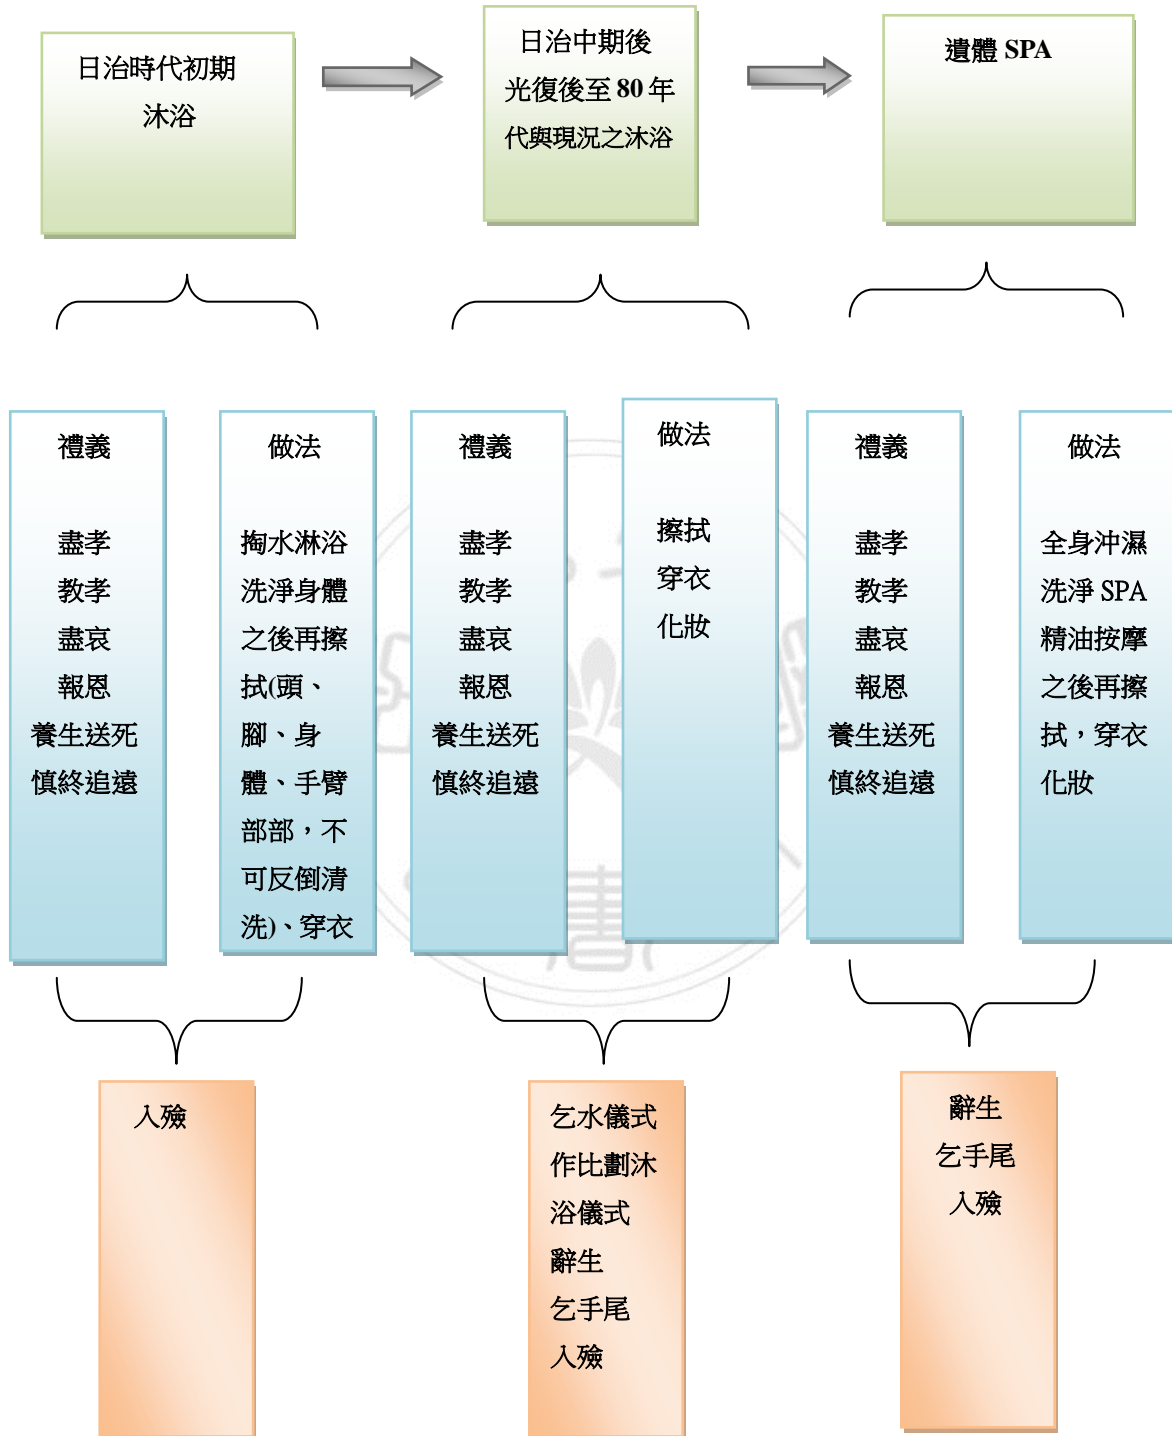 日治時代初期
沐浴
日治中期後
光復後至 80 年
代與現況之沐浴
遺體 SPA
禮義
盡孝
教孝
盡哀
報恩
養生送死
慎終追遠
做法
掏水淋浴
洗淨身體
之後再擦
拭(頭、
腳、身
體、手臂
部部，不
可反倒清
洗)、穿衣
禮義
盡孝
教孝
盡哀
報恩
養生送死
慎終追遠
做法
擦拭
穿衣
化妝
禮義
盡孝
教孝
盡哀
報恩
養生送死
慎終追遠
做法
全身沖濕
洗淨 SPA
精油按摩
之後再擦
拭，穿衣
化妝
入殮
乞水儀式
作比劃沐
浴儀式
辭生
乞手尾
入殮
辭生
乞手尾
入殮